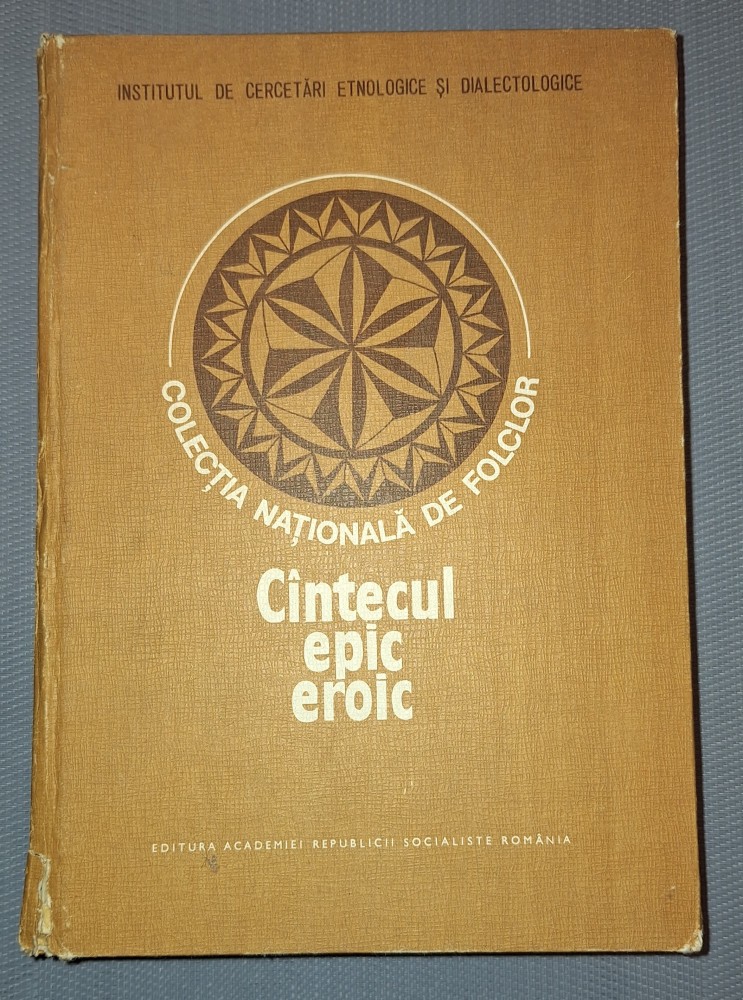 INSTITUTUL DE CERCETĂRI ETNOLOGICE ȘI DIALECTOLOGICE
COLECȚIA NAȚIONALĂ DE FOLCLOR
Cîntecul
epic
eroic
EDITURA ACADEMIEI REPUBLICII SOCIALISTE ROMÂNIA